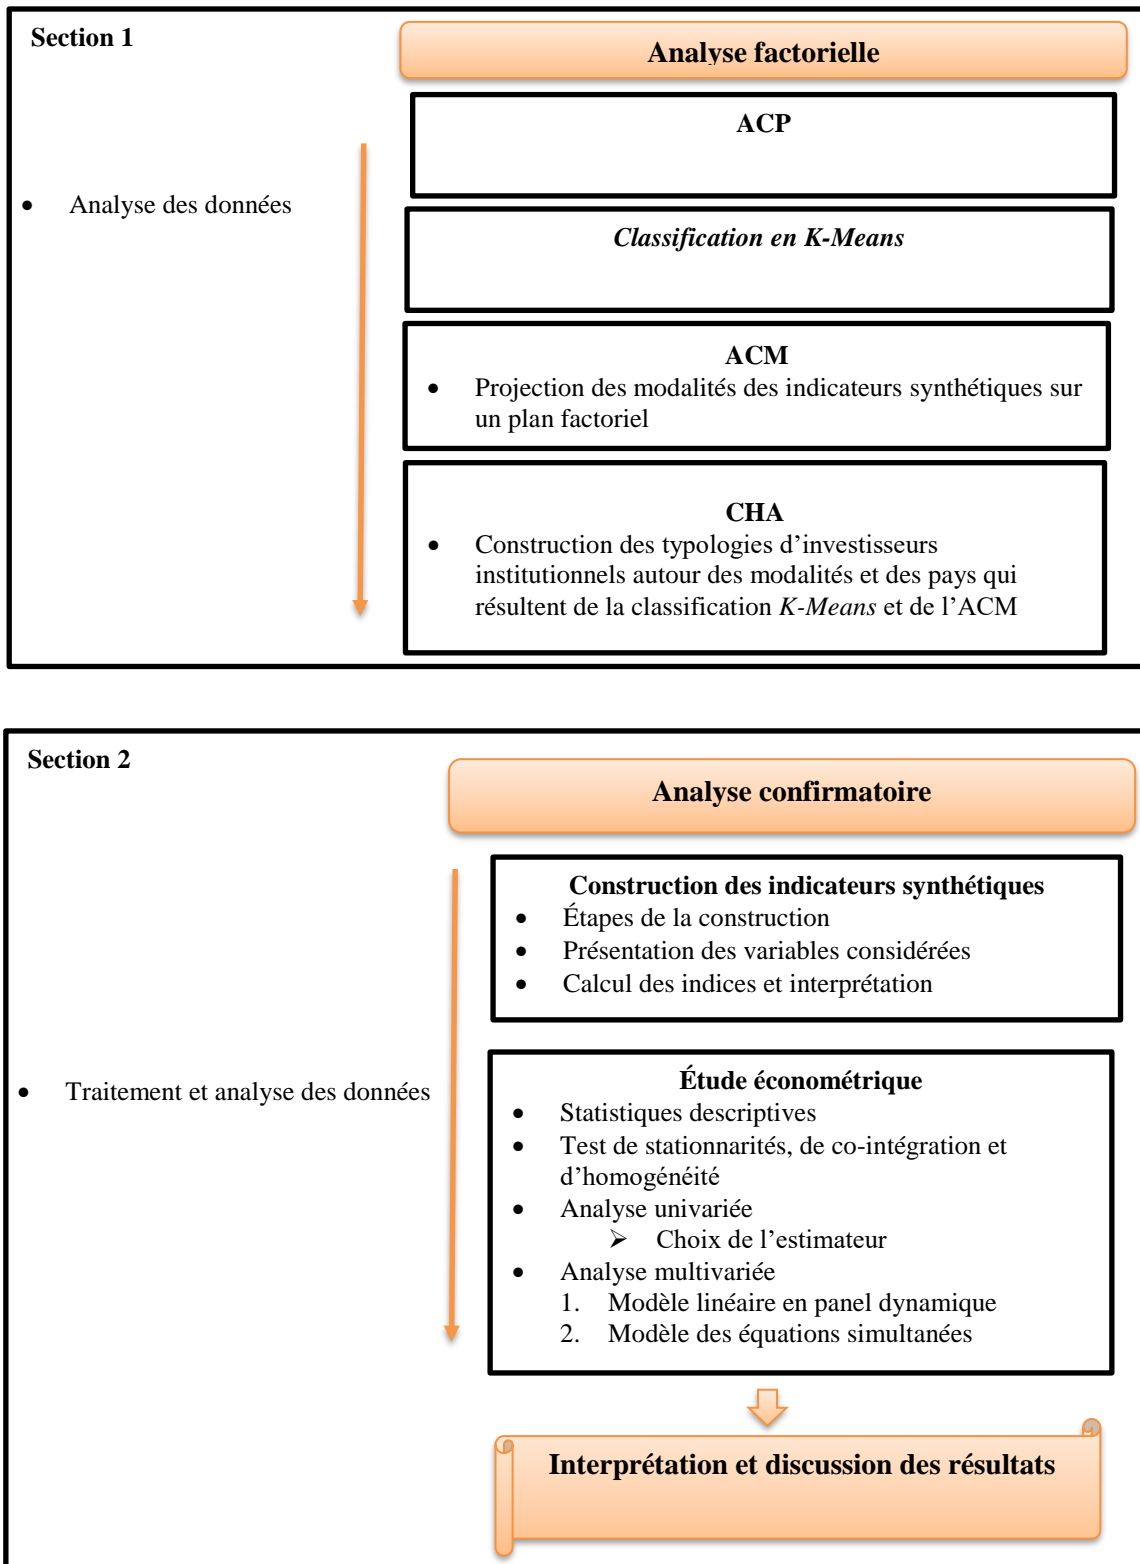 Section 1
Analyse factorielle
ACP
• Analyse des données
Classification en K-Means
ACM
• Projection des modalités des indicateurs synthétiques sur
un plan factoriel
CHA
• Construction des typologies d’investisseurs
institutionnels autour des modalités et des pays qui
résultent de la classification K-Means et de l’ACM
Section 2
Analyse confirmatoire
Construction des indicateurs synthétiques
• Étapes de la construction
• Présentation des variables considérées
• Calcul des indices et interprétation
• Traitement et analyse des données
Étude économétrique
• Statistiques descriptives
• Test de stationnarités, de co-intégration et
d’homogénéité
• Analyse univariée
➢ Choix de l’estimateur
• Analyse multivariée
1. Modèle linéaire en panel dynamique
2. Modèle des équations simultanées
Interprétation et discussion des résultats